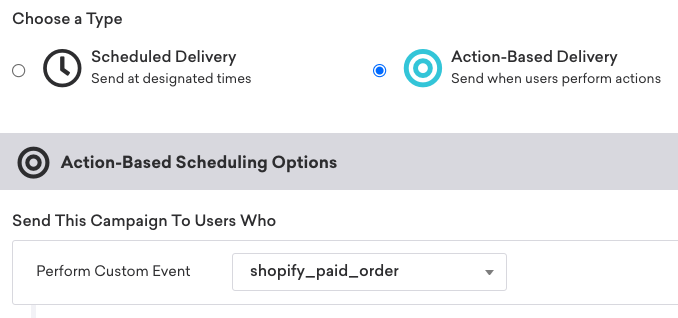 Choose a Type
Scheduled Delivery
Send at designated times
Action-Based Delivery
Send when users perform actions
Action-Based Scheduling Options
Send This Campaign To Users Who
Perform Custom Event
shopify_paid_order